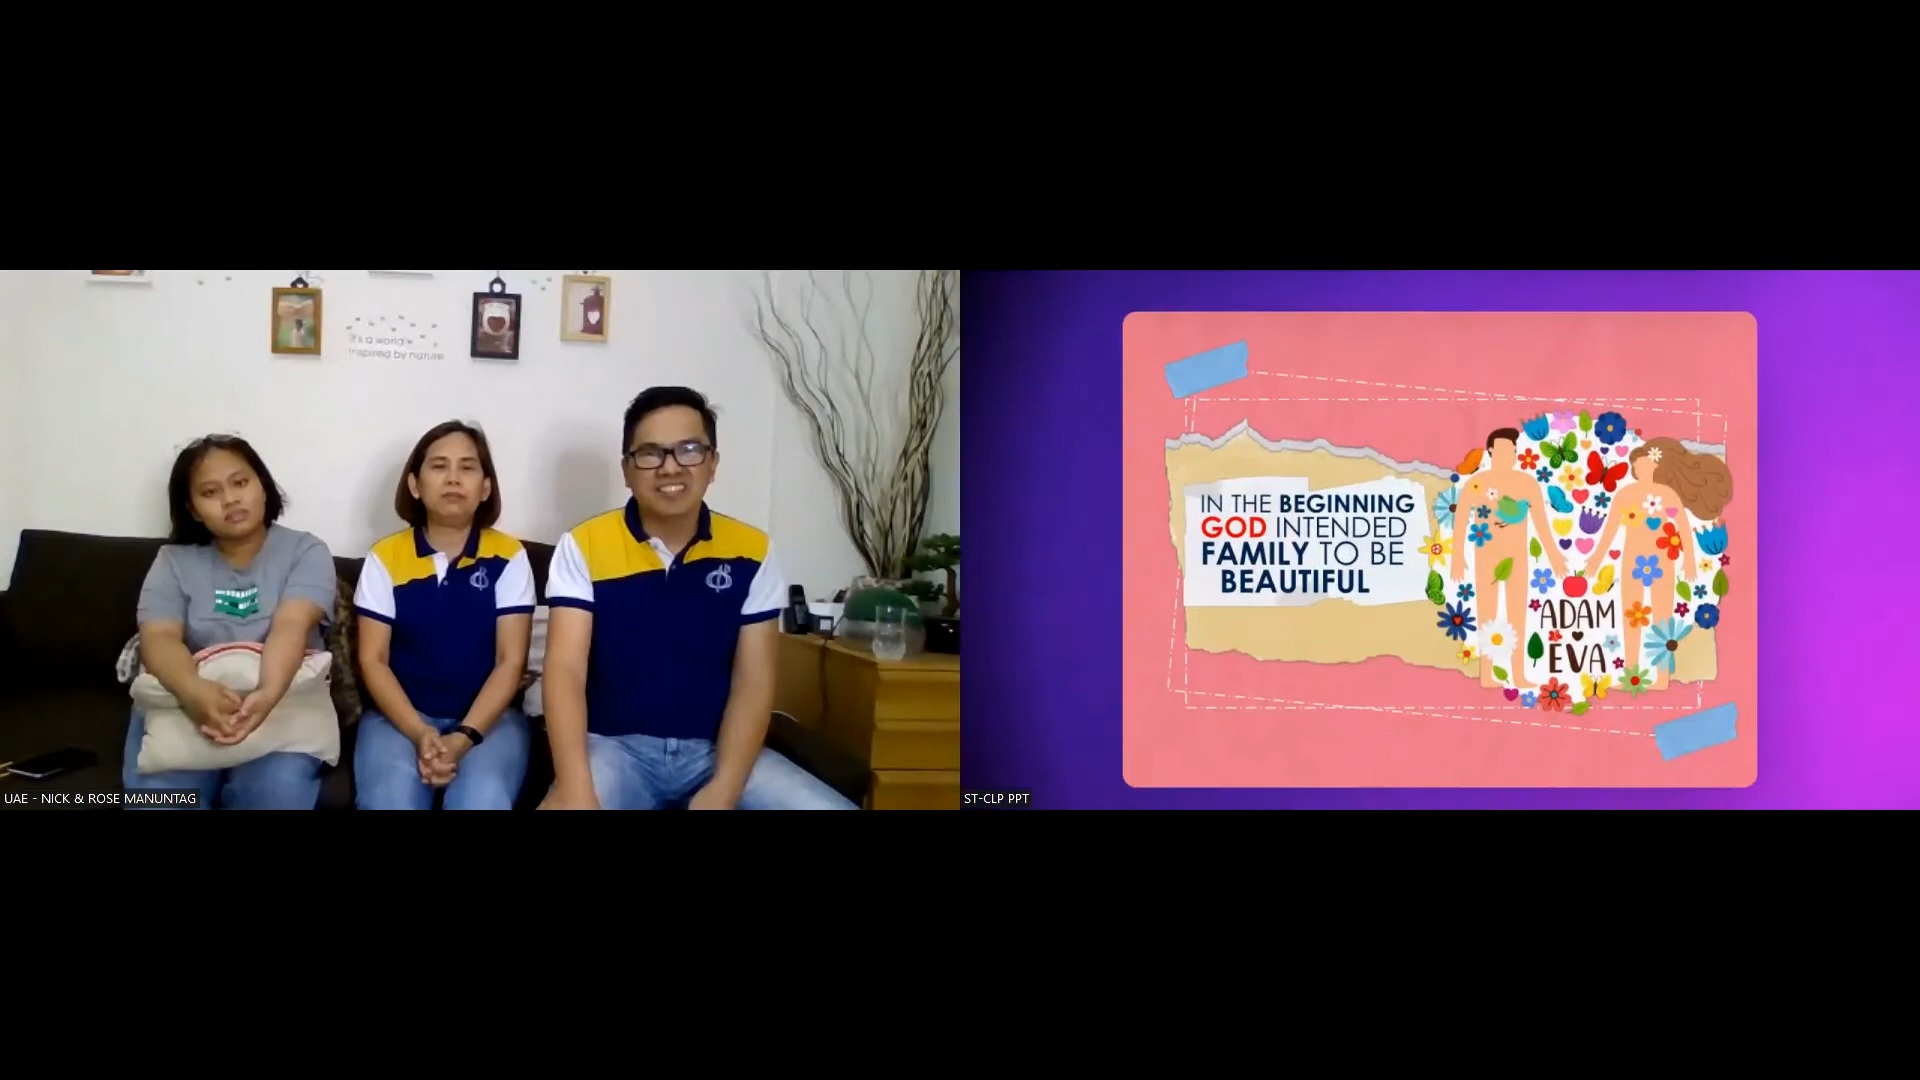 It's a world
inspired by nature
UAE - NICK & ROSE MANUNTAG
IN THE BEGINNING
GOD INTENDED
FAMILY TO BE
BEAUTIFUL
ADAM
EVA
ST-CLP PPT